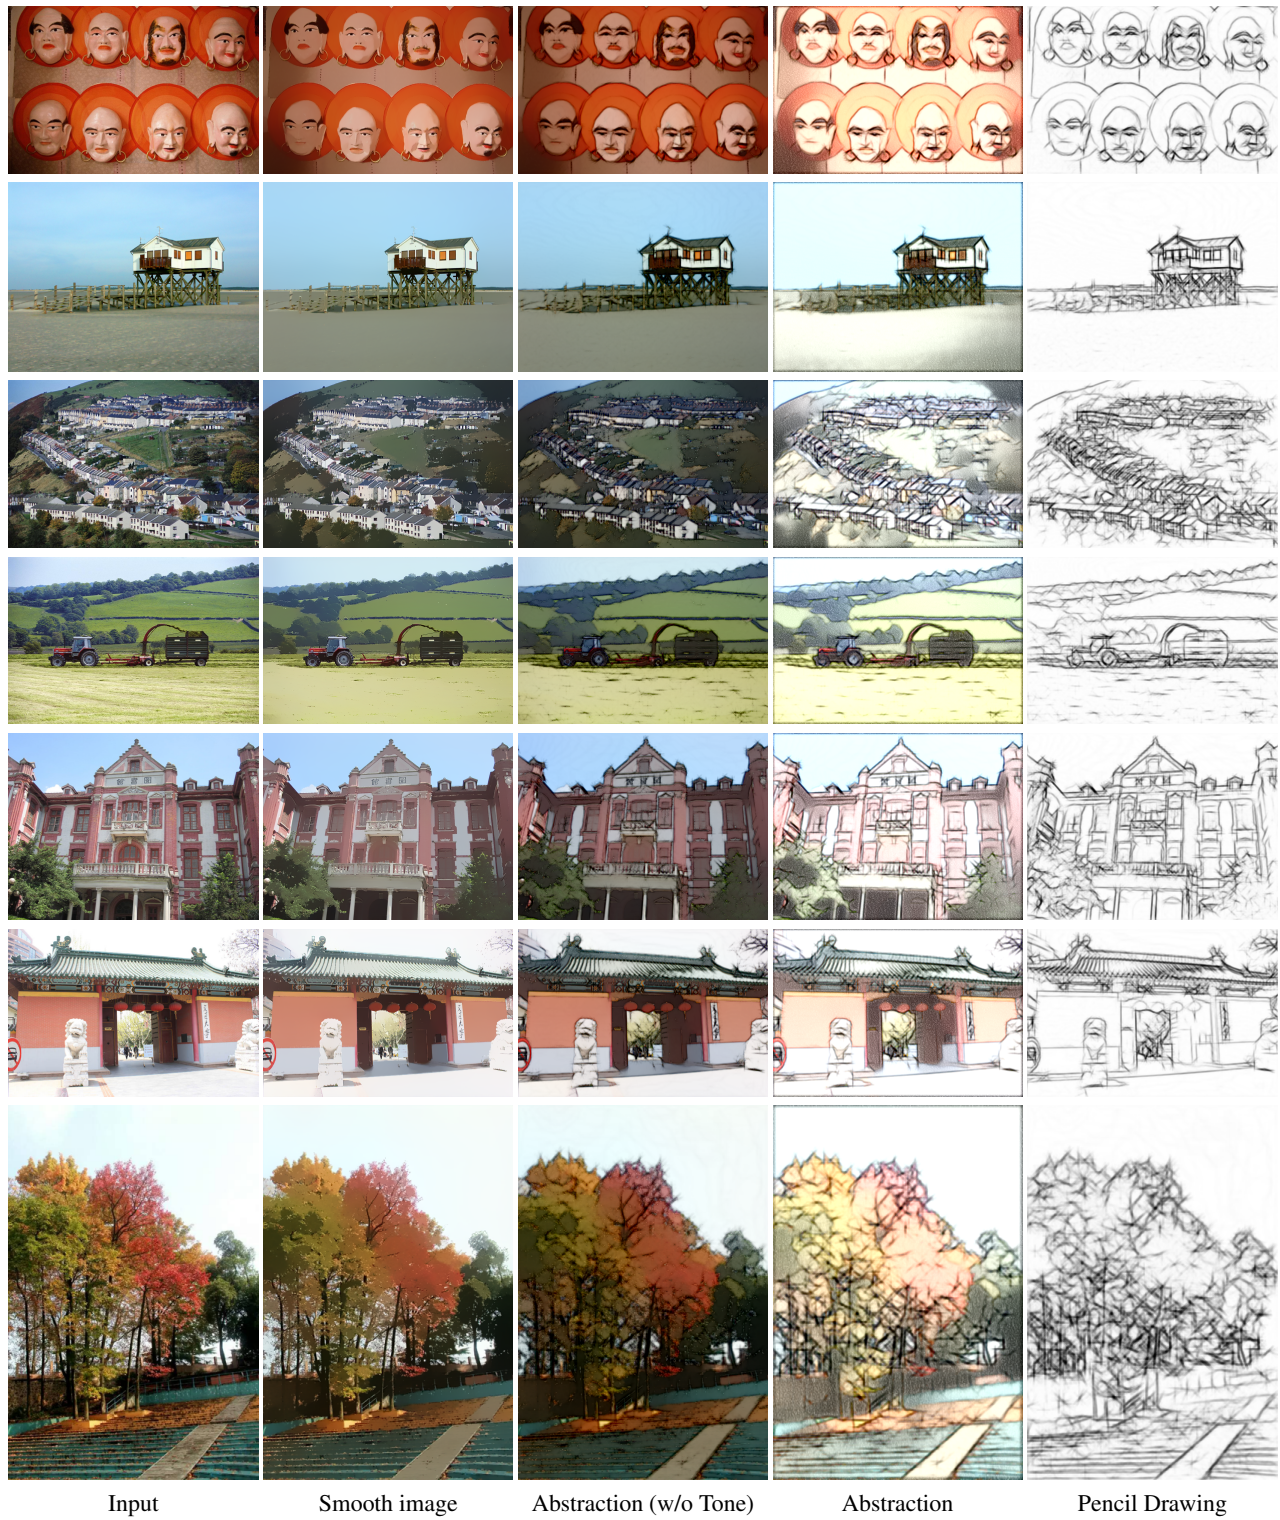 Input
Smooth image
Abstraction (w/o Tone)
Abstraction
Pencil Drawing